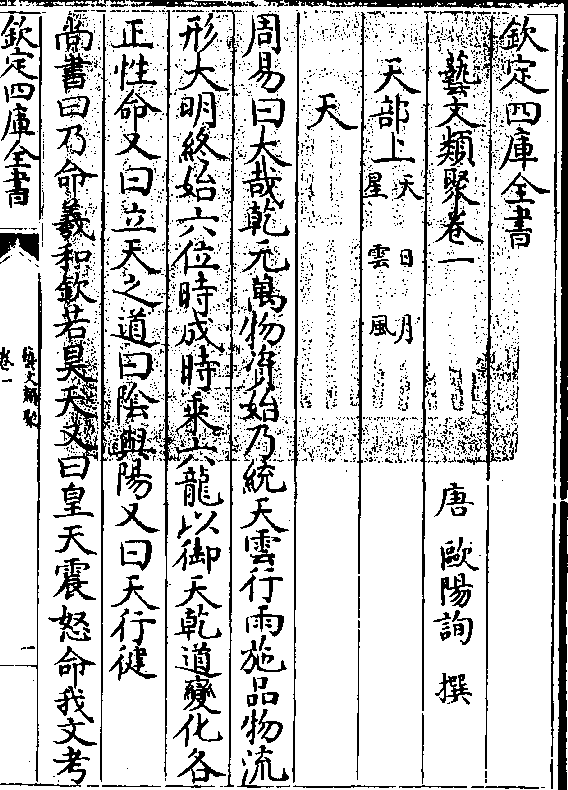 欽定四庫全書
藝文類聚卷一
唐 歐陽詢 撰
天部上 天 日 月 星 雲 風
天
周易曰大哉乾元萬物資始乃統天雲行雨施品物流
形大明終始六位時成時乘六龍以御天乾道變化各
正性命又曰立天之道曰陰與陽又曰天行健
尚書曰乃命羲和欽若昊天又曰皇天震怒命我文考
欽定四庫全書
藝文類聚
卷一
一